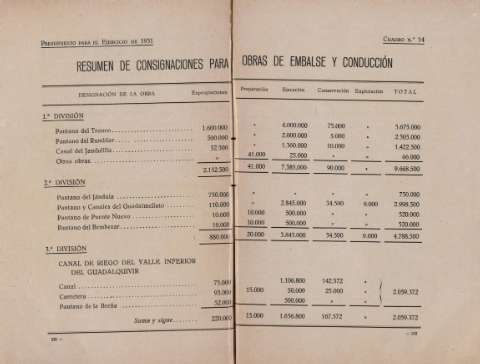 PRESUPUESTO PARA EL EJERCICIO DE 1931 CUADRO N.º 14
RESUMEN DE CONSIGNACIONES PARA OBRAS DE EMBALSE Y CONDUCCIÓN
DESIGNACIÓN DE LA OBRA Expropiaciones Preparación Ejecución Conservación Explotación TOTAL
1.ª DIVISIÓN
Pantano del Tranco 1.600.000 » 4.000.000 75.000 » 5.675.000
Pantano del Rumblar 500.000 » 2.000.000 5.000 » 2.505.000
Canal del Jandulilla 52.500 » 1.360.000 10.000 » 1.422.500
Otras obras » 41.000 25.000 » » 66.000
2.152.500 41.000 7.385.000 90.000 » 9.668.500
2.ª DIVISIÓN
Pantano del Jándula 750.000 » » » » 750.000
Pantano y Canales del Guadalmellato 110.000 » 2.845.000 34.500 9.000 2.998.500
Pantano de Puente Nuevo 10.000 10.000 500.000 » » 520.000
Pantano del Bembézar 10.000 10.000 500.000 » » 520.000
880.000 20.000 3.845.000 34.500 9.000 4.788.500
3.ª DIVISIÓN
CANAL DE RIEGO DEL VALLE INFERIOR
DEL GUADALQUIVIR
Canal 75.000 1.106.800 142.572 »
Carretera 93.000 15.000 50.000 25.000 » 2.059.372
Pantano de la Breña 52.000 500.000 » »
Suma y sigue 220.000 15.000 1.656.800 167.572 » 2.059.372